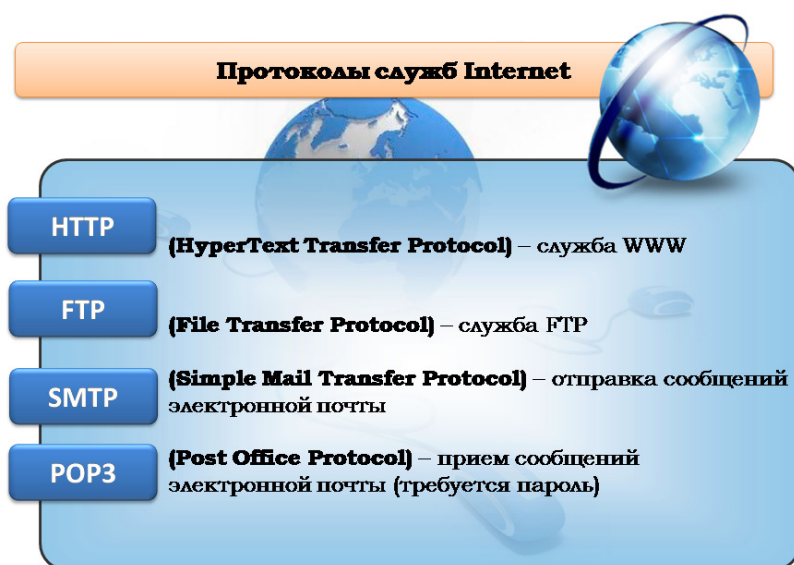 Протоколы служб Internet
HTTP
(HyperText Transfer Protocol) – служба WWW
FTP
(File Transfer Protocol) – служба FTP
SMTP
(Simple Mail Transfer Protocol) – отправка сообщений
электронной почты
POP3
(Post Office Protocol) – прием сообщений
электронной почты (требуется пароль)